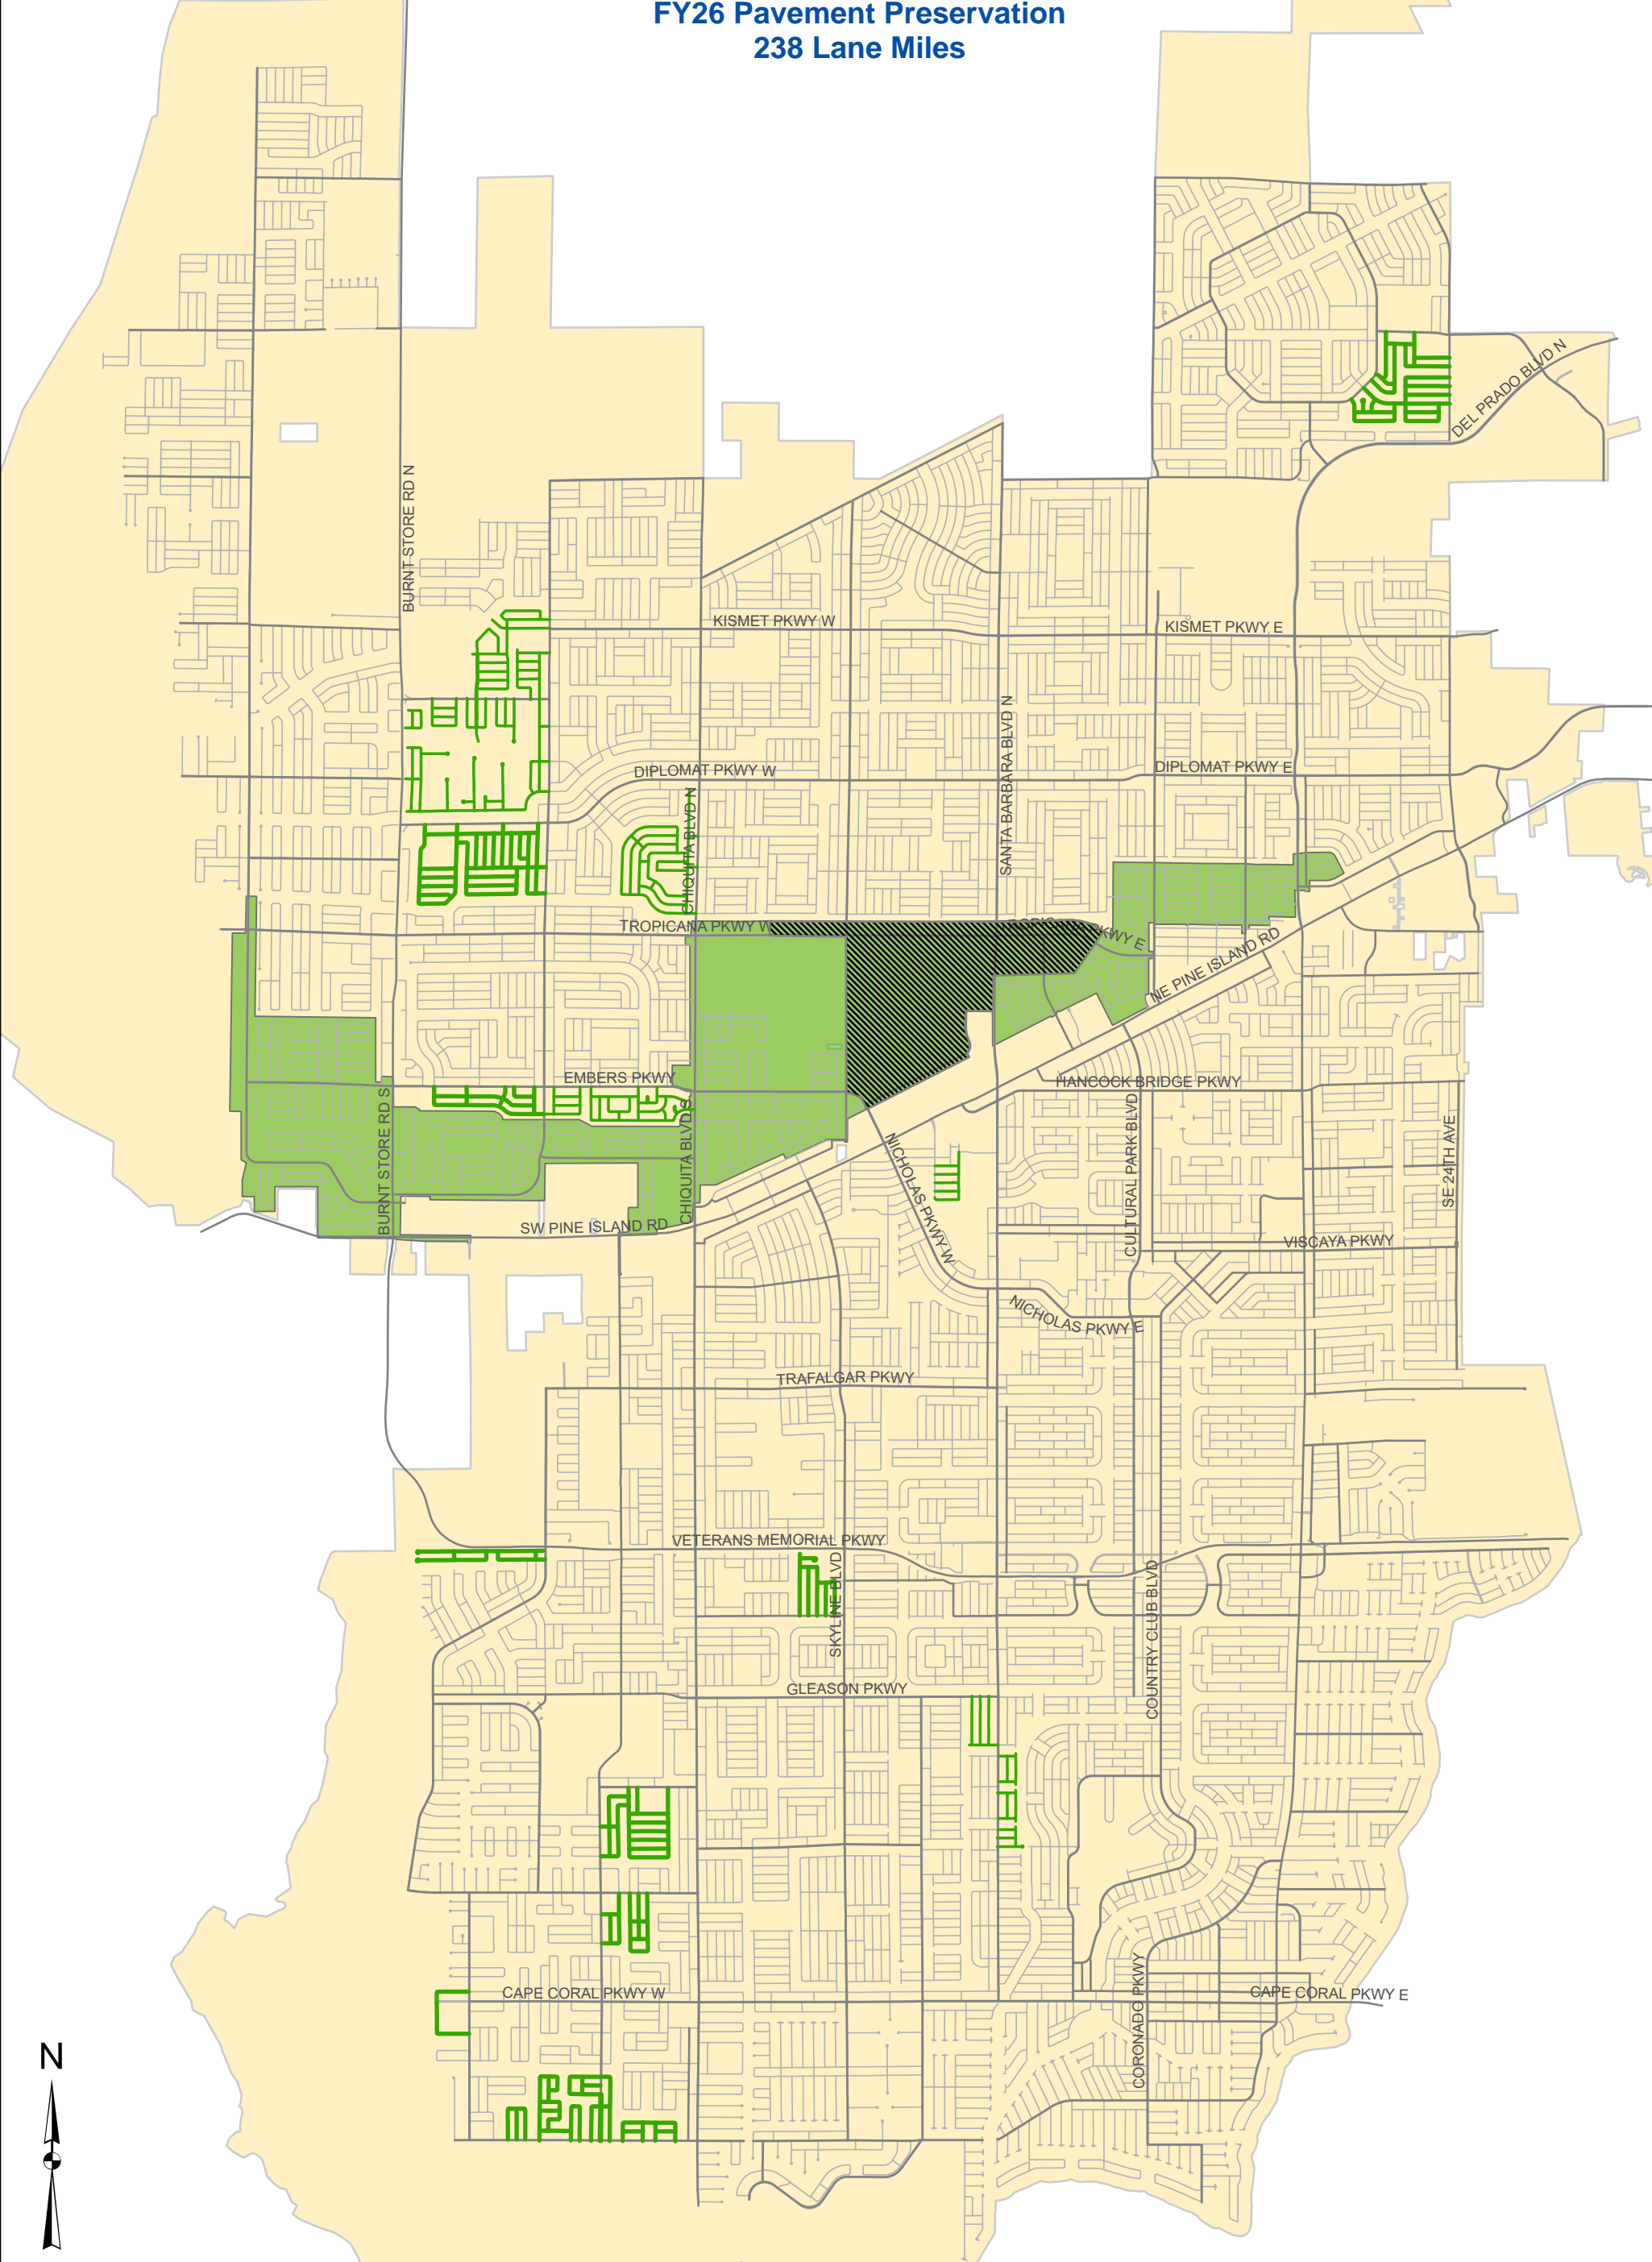 FY26 Pavement Preservation
238 Lane Miles
DEL PRADO BLVD N
BURNT STORE RD N
KISMET PKWY W
KISMET PKWY E
SANTA BARBARA BLVD N
DIPLOMAT PKWY W
DIPLOMAT PKWY E
CHIQUITA BLVD N
TROPICANA PKWY W
TROPICANA PKWY E
NE PINE ISLAND RD
EMBERS PKWY
HANCOCK BRIDGE PKWY
BURNT STORE RD S
CHIQUITA BLVD S
NICHOLAS PKWY W
CULTURAL PARK BLVD
SE 24TH AVE
SW PINE ISLAND RD
VISCAYA PKWY
NICHOLAS PKWY E
TRAFALGAR PKWY
VETERANS MEMORIAL PKWY
SKYLINE BLVD
COUNTRY CLUB BLVD
GLEASON PKWY
CAPE CORAL PKWY W
CORONADO PKWY
CAPE CORAL PKWY E
N